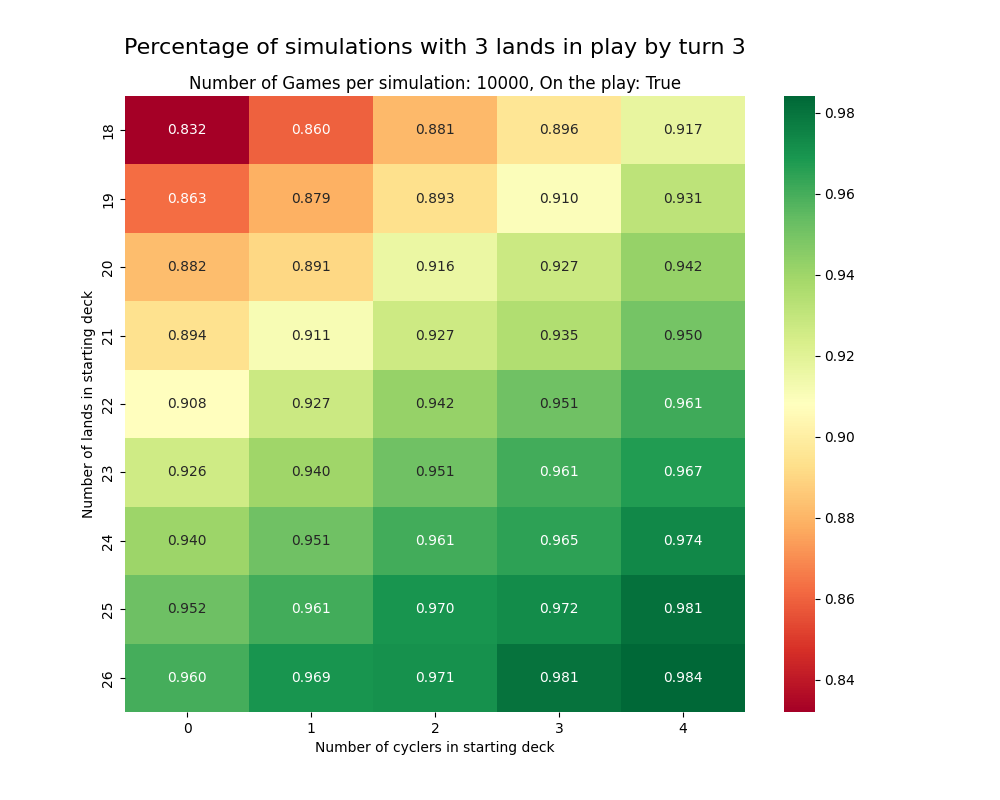 Percentage of simulations with 3 lands in play by turn 3
Number of Games per simulation: 10000, On the play: True
18 0.832 0.860 0.881 0.896 0.917
19 0.863 0.879 0.893 0.910 0.931
20 0.882 0.891 0.916 0.927 0.942
21 0.894 0.911 0.927 0.935 0.950
22 0.908 0.927 0.942 0.951 0.961
23 0.926 0.940 0.951 0.961 0.967
24 0.940 0.951 0.961 0.965 0.974
25 0.952 0.961 0.970 0.972 0.981
26 0.960 0.969 0.971 0.981 0.984
0 1 2 3 4
Number of cyclers in starting deck
Number of lands in starting deck
0.98
0.96
0.94
0.92
0.90
0.88
0.86
0.84